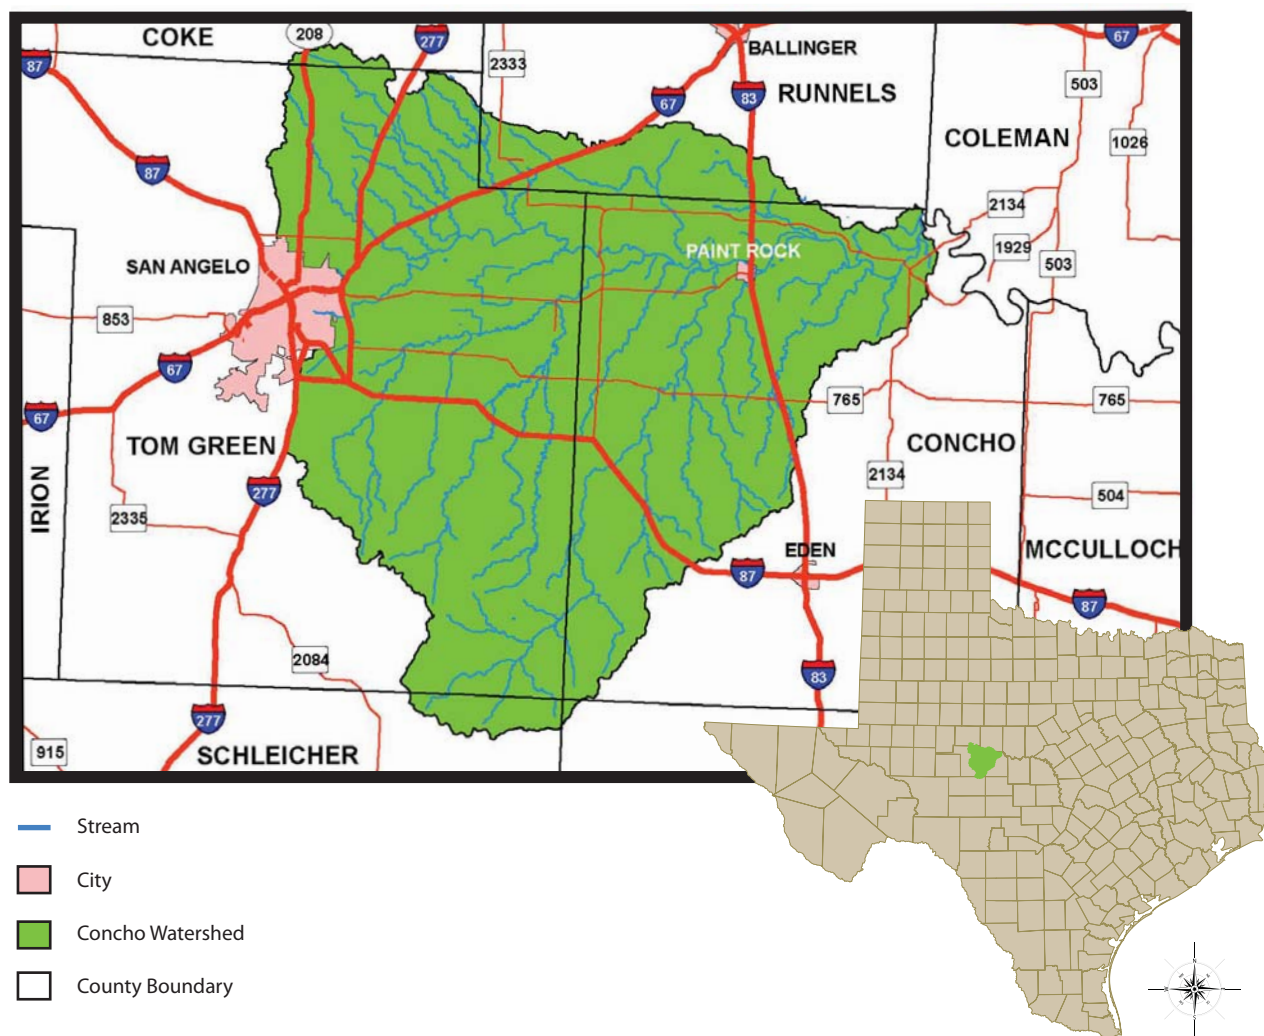 COKE
208
277
87
2333
BALLINGER
67
83
RUNNELS
67
503
COLEMAN
1026
87
2134
1929
503
PAINT ROCK
SAN ANGELO
853
67
67
765
765
TOM GREEN
CONCHO
2134
277
IRION
2335
504
EDEN
MCCULLOCH
87
87
2084
83
277
915
SCHLEICHER
Stream
City
Concho Watershed
County Boundary
N